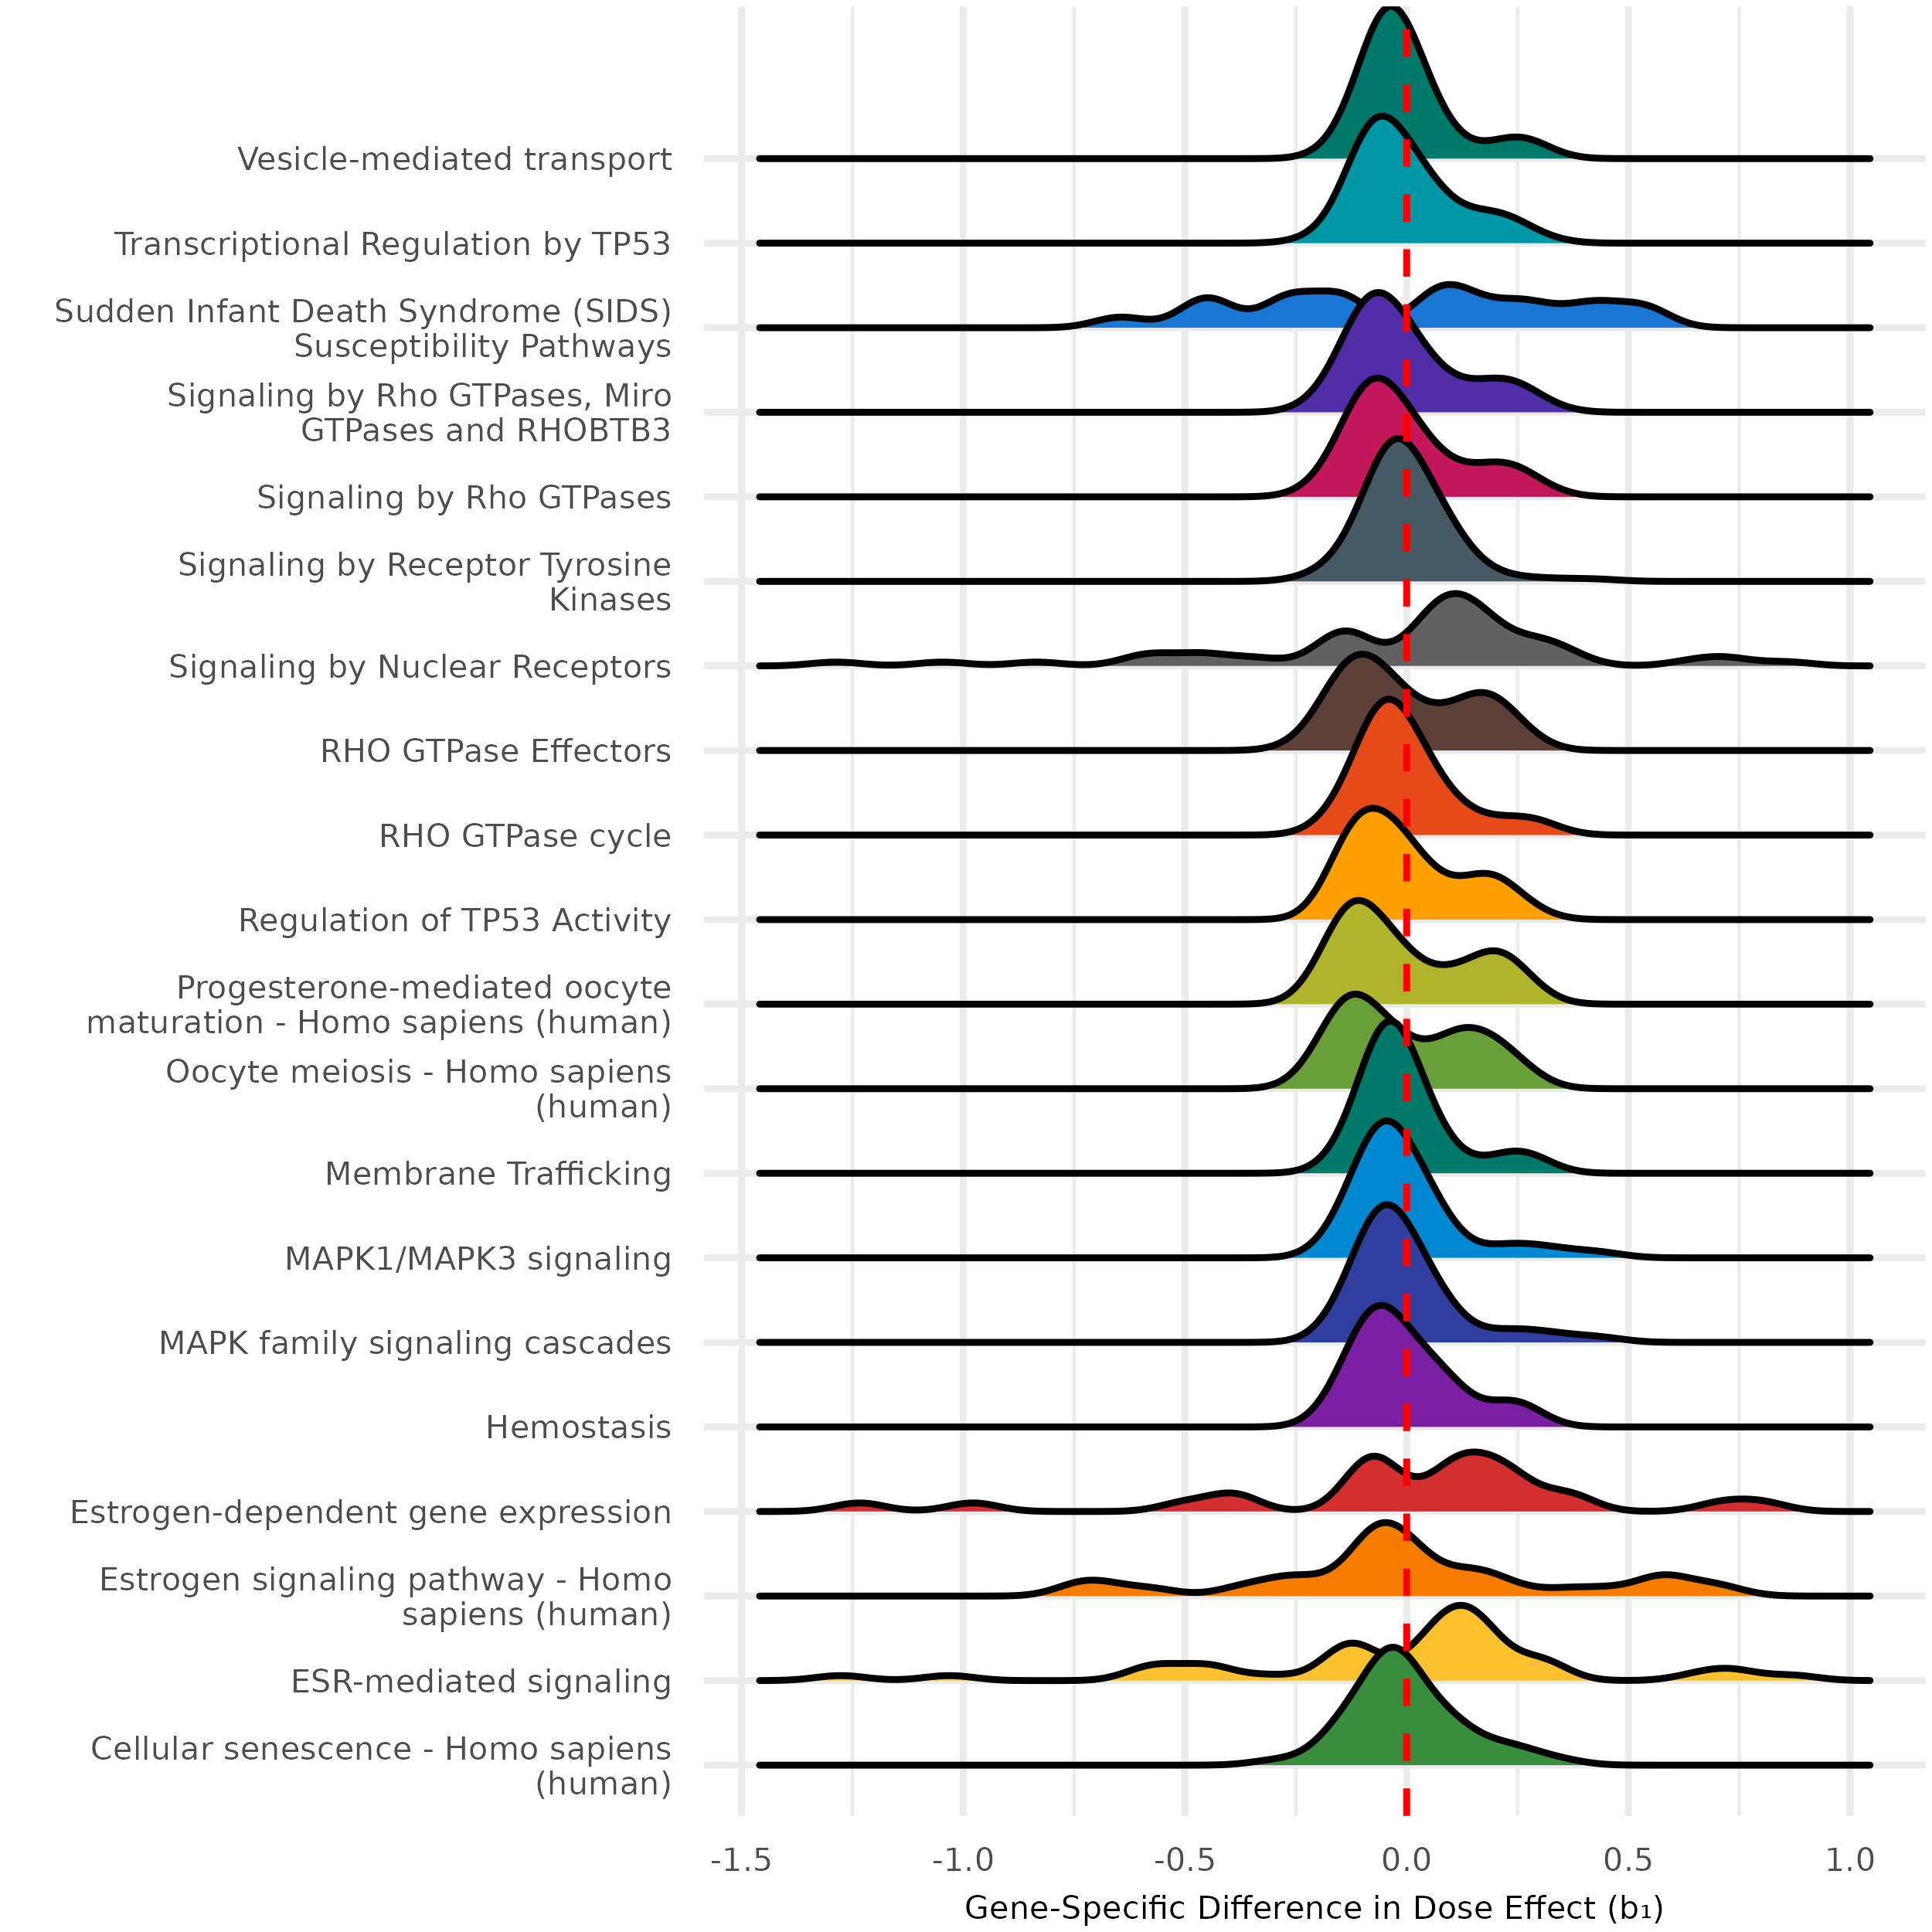 Vesicle-mediated transport
Transcriptional Regulation by TP53
Sudden Infant Death Syndrome (SIDS)
Susceptibility Pathways
Signaling by Rho GTPases, Miro
GTPases and RHOBTB3
Signaling by Rho GTPases
Signaling by Receptor Tyrosine
Kinases
Signaling by Nuclear Receptors
RHO GTPase Effectors
RHO GTPase cycle
Regulation of TP53 Activity
Progesterone-mediated oocyte
maturation - Homo sapiens (human)
Oocyte meiosis - Homo sapiens
(human)
Membrane Trafficking
MAPK1/MAPK3 signaling
MAPK family signaling cascades
Hemostasis
Estrogen-dependent gene expression
Estrogen signaling pathway - Homo
sapiens (human)
ESR-mediated signaling
Cellular senescence - Homo sapiens
(human)
-1.5 -1.0 -0.5 0.0 0.5 1.0
Gene-Specific Difference in Dose Effect (b₁)